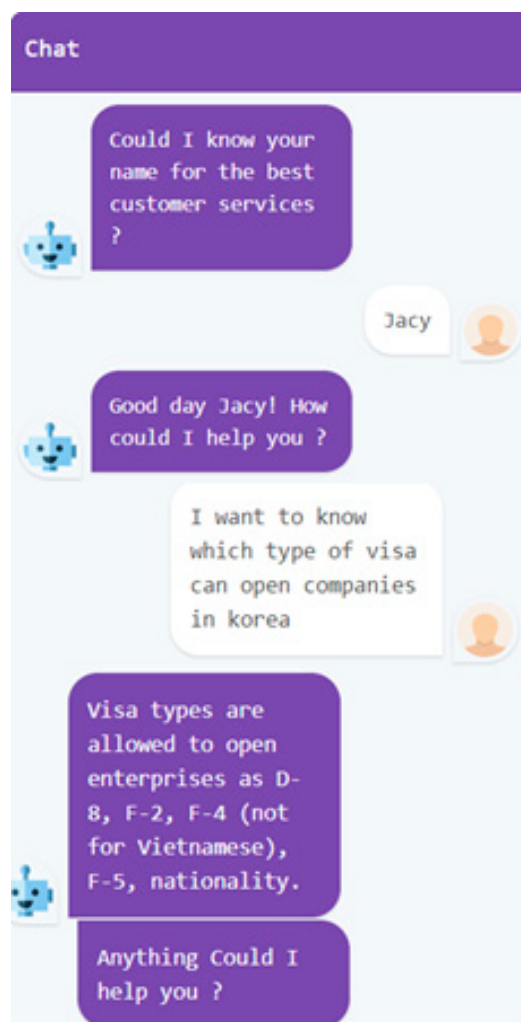 Chat
Could I know your
name for the best
customer services
?
Jacy
Good day Jacy! How
could I help you ?
I want to know
which type of visa
can open companies
in korea
Visa types are
allowed to open
enterprises as D-
8, F-2, F-4 (not
for Vietnamese),
F-5, nationality.
Anything Could I
help you ?